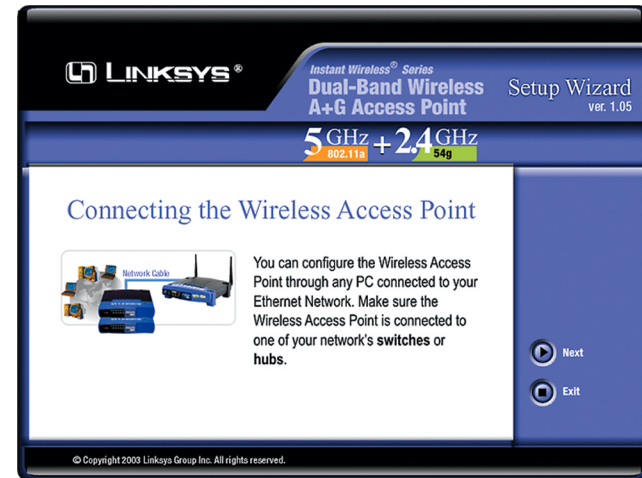 LINKSYS®
Instant Wireless® Series
Dual-Band Wireless
A+G Access Point
Setup Wizard
ver. 1.05
5 GHz + 2.4 GHz
802.11a 54g
Connecting the Wireless Access Point
Network Cable
You can configure the Wireless Access
Point through any PC connected to your
Ethernet Network. Make sure the
Wireless Access Point is connected to
one of your network's switches or
hubs.
Next
Exit
© Copyright 2003 Linksys Group Inc. All rights reserved.